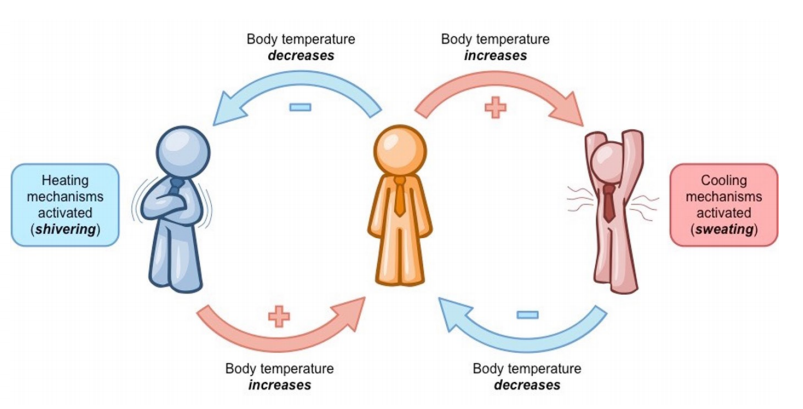 Body temperature
decreases
Body temperature
increases
Heating
mechanisms
activated
(shivering)
Cooling
mechanisms
activated
(sweating)
Body temperature
increases
Body temperature
decreases